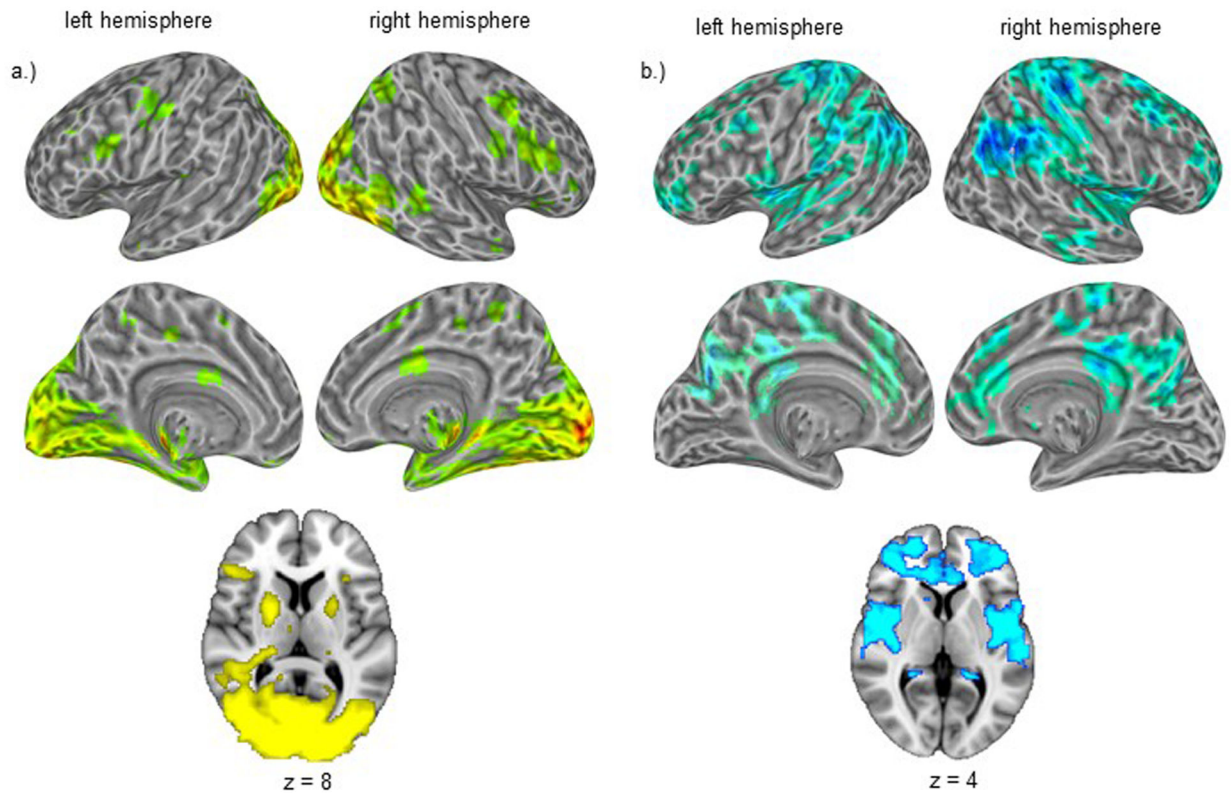 left hemisphere
right hemisphere
left hemisphere
right hemisphere
a.)
b.)
z = 8
z = 4